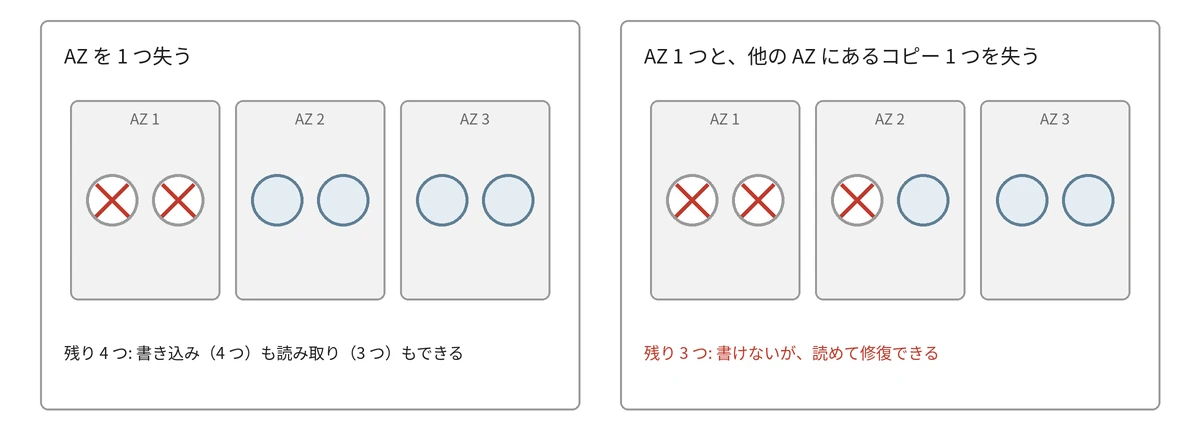 AZ を 1 つ失う
AZ 1
AZ 2
AZ 3
残り 4 つ: 書き込み（4 つ）も読み取り（3 つ）もできる
AZ 1 つと、他の AZ にあるコピー 1 つを失う
AZ 1
AZ 2
AZ 3
残り 3 つ: 書けないが、読めて修復できる